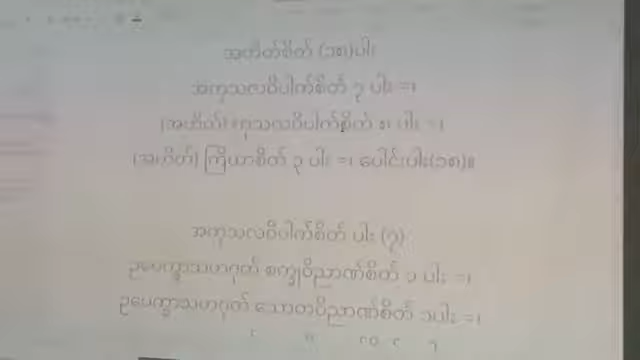 အဟိတ်စိတ် (၁၈)ပါး
အကုသလဝိပါက်စိတ် ၇ ပါး =၊
(အဟိတ်) ကုသလဝိပါက်စိတ် ၈ ပါး =၊
(အဟိတ်) ကြိယာစိတ် ၃ ပါး =၊ ပေါင်းပါး(၁၈)။
အကုသလဝိပါက်စိတ် ပါး (၇)
ဥပေက္ခာသဟဂုတ် စက္ခုဝိညာဏ်စိတ် ၁ ပါး =၊
ဥပေက္ခာသဟဂုတ် သောတဝိညာဏ်စိတ် ၁ပါး =၊